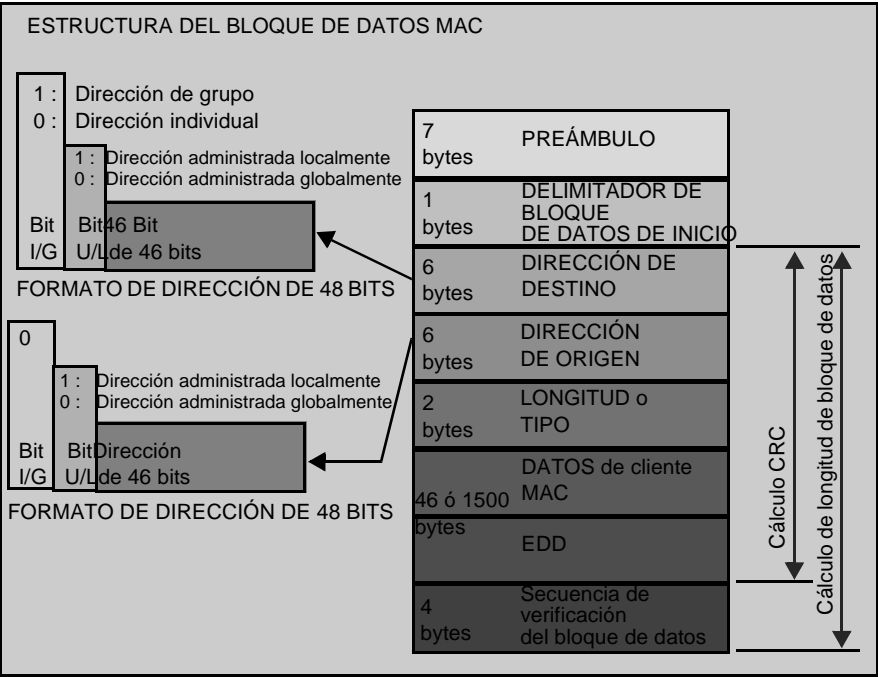 ESTRUCTURA DEL BLOQUE DE DATOS MAC
1 : Dirección de grupo
0 : Dirección individual
1 : Dirección administrada localmente
0 : Dirección administrada globalmente
Bit Bit46 Bit
I/G U/Lde 46 bits
FORMATO DE DIRECCIÓN DE 48 BITS
0
1 : Dirección administrada localmente
0 : Dirección administrada globalmente
Bit BitDirección
I/G U/Lde 46 bits
FORMATO DE DIRECCIÓN DE 48 BITS
7
bytes
PREÁMBULO
1
bytes
DELIMITADOR DE
BLOQUE
DE DATOS DE INICIO
6
bytes
DIRECCIÓN DE
DESTINO
6
bytes
DIRECCIÓN
DE ORIGEN
2
bytes
LONGITUD o
TIPO
46 ó 1500
bytes
DATOS de cliente
MAC
EDD
4
bytes
Secuencia de
verificación
del bloque de datos
Cálculo CRC
Cálculo de longitud de bloque de datos